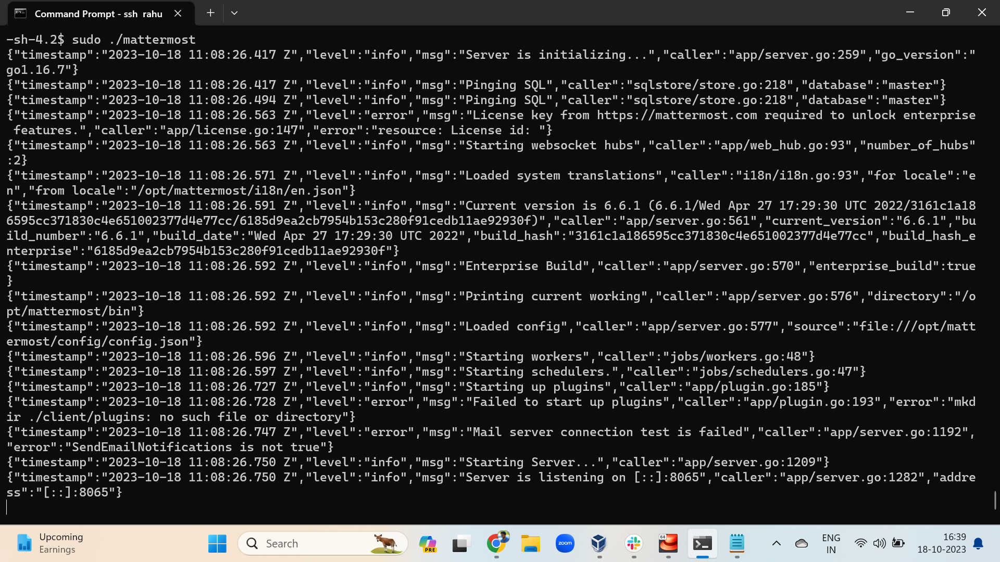 Command Prompt - ssh  rahu
-sh-4.2$ sudo ./mattermost
{"timestamp":"2023-10-18 11:08:26.417 Z","level":"info","msg":"Server is initializing...","caller":"app/server.go:259","go_version":"
go1.16.7"}
{"timestamp":"2023-10-18 11:08:26.417 Z","level":"info","msg":"Pinging SQL","caller":"sqlstore/store.go:218","database":"master"}
{"timestamp":"2023-10-18 11:08:26.494 Z","level":"info","msg":"Pinging SQL","caller":"sqlstore/store.go:218","database":"master"}
{"timestamp":"2023-10-18 11:08:26.563 Z","level":"error","msg":"License key from https://mattermost.com required to unlock enterprise
 features.","caller":"app/license.go:147","error":"resource: License id: "}
{"timestamp":"2023-10-18 11:08:26.563 Z","level":"info","msg":"Starting websocket hubs","caller":"app/web_hub.go:93","number_of_hubs"
:2}
{"timestamp":"2023-10-18 11:08:26.571 Z","level":"info","msg":"Loaded system translations","caller":"i18n/i18n.go:93","for locale":"e
n","from locale":"/opt/mattermost/i18n/en.json"}
{"timestamp":"2023-10-18 11:08:26.591 Z","level":"info","msg":"Current version is 6.6.1 (6.6.1/Wed Apr 27 17:29:30 UTC 2022/3161c1a18
6595cc371830c4e651002377d4e77cc/6185d9ea2cb7954b153c280f91cedb11ae92930f)","caller":"app/server.go:561","current_version":"6.6.1","bu
ild_number":"6.6.1","build_date":"Wed Apr 27 17:29:30 UTC 2022","build_hash":"3161c1a186595cc371830c4e651002377d4e77cc","build_hash_e
nterprise":"6185d9ea2cb7954b153c280f91cedb11ae92930f"}
{"timestamp":"2023-10-18 11:08:26.592 Z","level":"info","msg":"Enterprise Build","caller":"app/server.go:570","enterprise_build":true
}
{"timestamp":"2023-10-18 11:08:26.592 Z","level":"info","msg":"Printing current working","caller":"app/server.go:576","directory":"/o
pt/mattermost/bin"}
{"timestamp":"2023-10-18 11:08:26.592 Z","level":"info","msg":"Loaded config","caller":"app/server.go:577","source":"file:///opt/matt
ermost/config/config.json"}
{"timestamp":"2023-10-18 11:08:26.596 Z","level":"info","msg":"Starting workers","caller":"jobs/workers.go:48"}
{"timestamp":"2023-10-18 11:08:26.597 Z","level":"info","msg":"Starting schedulers.","caller":"jobs/schedulers.go:47"}
{"timestamp":"2023-10-18 11:08:26.727 Z","level":"info","msg":"Starting up plugins","caller":"app/plugin.go:185"}
{"timestamp":"2023-10-18 11:08:26.728 Z","level":"error","msg":"Failed to start up plugins","caller":"app/plugin.go:193","error":"mkd
ir ./client/plugins: no such file or directory"}
{"timestamp":"2023-10-18 11:08:26.747 Z","level":"error","msg":"Mail server connection test is failed","caller":"app/server.go:1192",
"error":"SendEmailNotifications is not true"}
{"timestamp":"2023-10-18 11:08:26.750 Z","level":"info","msg":"Starting Server...","caller":"app/server.go:1209"}
{"timestamp":"2023-10-18 11:08:26.750 Z","level":"info","msg":"Server is listening on [::]:8065","caller":"app/server.go:1282","addre
ss":"[::]:8065"}
Upcoming
Earnings
Search
PRE
zoom
64
ENG
IN
16:39
18-10-2023